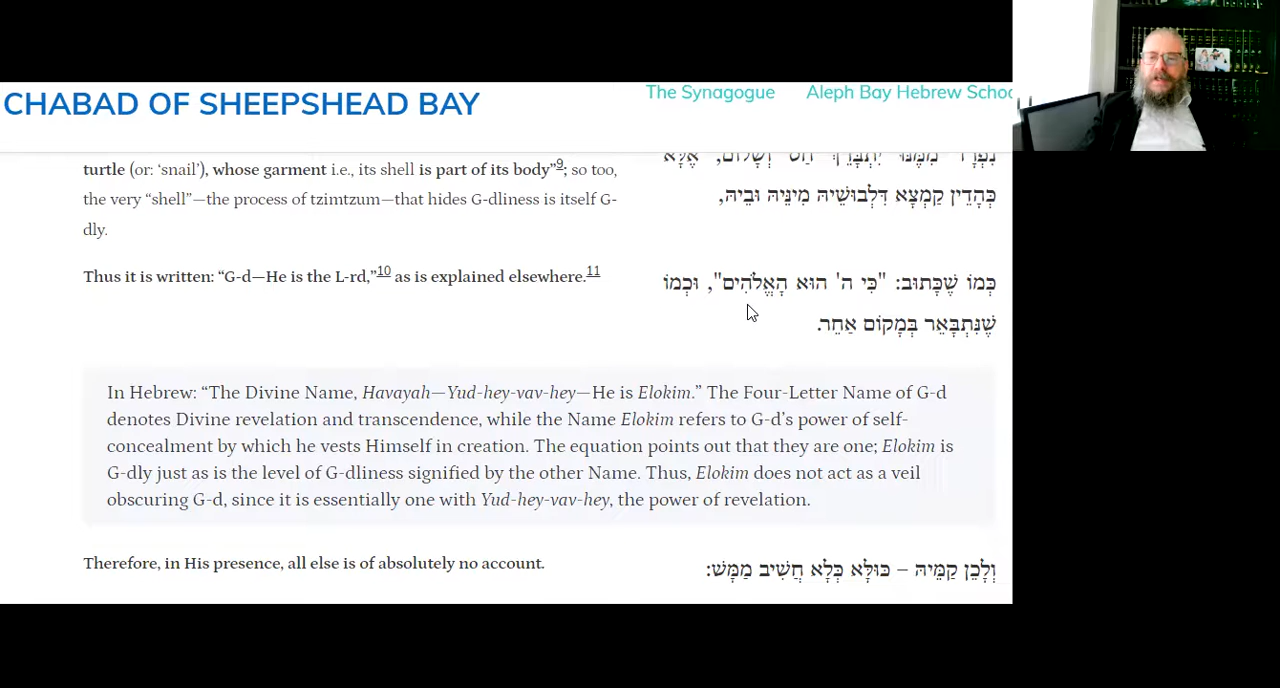 CHABAD OF SHEEPSHEAD BAY
The Synagogue Aleph Bay Hebrew Schoo
turtle (or: ‘snail’), whose garment i.e., its shell is part of its body”9; so too,
the very “shell”—the process of tzimtzum—that hides G-dliness is itself G-
dly.
נִפְרָד מִמֶּנּוּ יִתְבָּרֵךְ חַס וְשָׁלוֹם, אֶלָּא
כְּהָדֵין קַמְצָא דִּלְבוּשֵׁיהּ מִינֵּיהּ וּבֵיהּ,
Thus it is written: “G-d—He is the L-rd,”10 as is explained elsewhere.11
כְּמוֹ שֶׁכָּתוּב: "כִּי ה' הוּא הָאֱלֹהִים", וּכְמוֹ
שֶׁנִּתְבָּאֵר בְּמָקוֹם אַחֵר.
In Hebrew: “The Divine Name, Havayah—Yud-hey-vav-hey—He is Elokim.” The Four-Letter Name of G-d
denotes Divine revelation and transcendence, while the Name Elokim refers to G-d’s power of self-
concealment by which he vests Himself in creation. The equation points out that they are one; Elokim is
G-dly just as is the level of G-dliness signified by the other Name. Thus, Elokim does not act as a veil
obscuring G-d, since it is essentially one with Yud-hey-vav-hey, the power of revelation.
Therefore, in His presence, all else is of absolutely no account.
וְלָכֵן קַמֵּיהּ – כּוּלָּא כְּלָא חֲשִׁיב מַמָּשׁ: